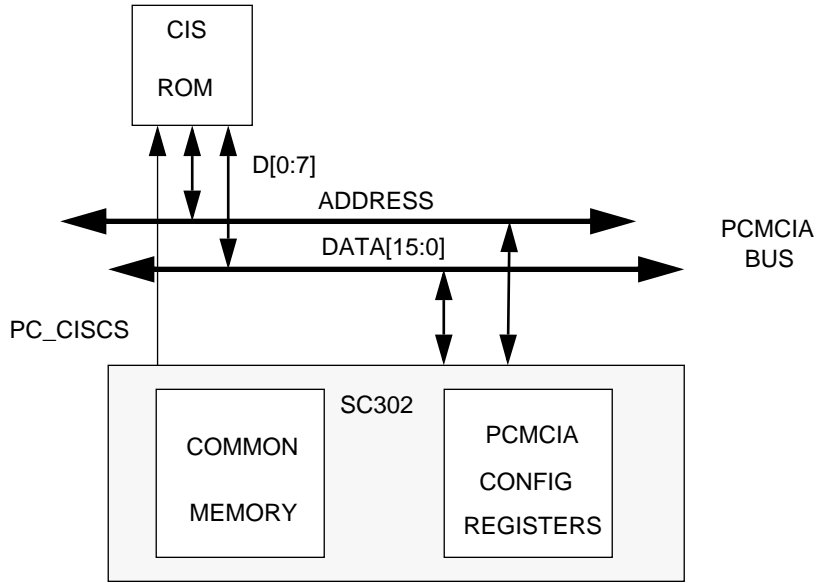 CIS
ROM
D[0:7]
ADDRESS
DATA[15:0]
PCMCIA
BUS
PC_CISCS
SC302
COMMON
MEMORY
PCMCIA
CONFIG
REGISTERS